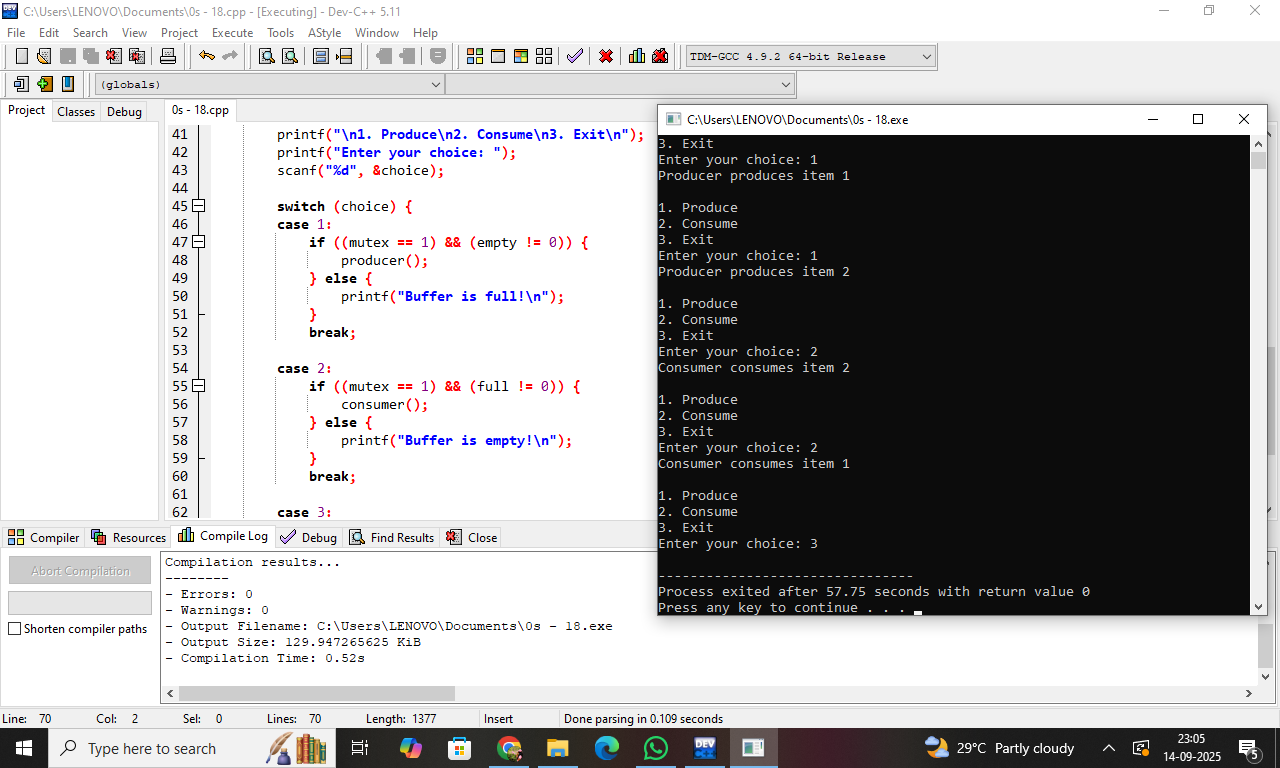 C:\Users\LENOVO\Documents\0s - 18.cpp - [Executing] - Dev-C++ 5.11
File Edit Search View Project Execute Tools AStyle Window Help
TDM-GCC 4.9.2 64-bit Release
(globals)
Project Classes Debug
0s - 18.cpp
41 printf("\n1. Produce\n2. Consume\n3. Exit\n");
42 printf("Enter your choice: ");
43 scanf("%d", &choice);
44
45 switch (choice) {
46 case 1:
47 if ((mutex == 1) && (empty != 0)) {
48 producer();
49 } else {
50 printf("Buffer is full!\n");
51 }
52 break;
53
54 case 2:
55 if ((mutex == 1) && (full != 0)) {
56 consumer();
57 } else {
58 printf("Buffer is empty!\n");
59 }
60 break;
61
62 case 3:
C:\Users\LENOVO\Documents\0s - 18.exe
3. Exit
Enter your choice: 1
Producer produces item 1
1. Produce
2. Consume
3. Exit
Enter your choice: 1
Producer produces item 2
1. Produce
2. Consume
3. Exit
Enter your choice: 2
Consumer consumes item 2
1. Produce
2. Consume
3. Exit
Enter your choice: 2
Consumer consumes item 1
1. Produce
2. Consume
3. Exit
Enter your choice: 3
--------------------------------
Process exited after 57.75 seconds with return value 0
Press any key to continue . . .
Compiler Resources Compile Log Debug Find Results Close
Abort Compilation
Shorten compiler paths
Compilation results...
--------
- Errors: 0
- Warnings: 0
- Output Filename: C:\Users\LENOVO\Documents\0s - 18.exe
- Output Size: 129.947265625 KiB
- Compilation Time: 0.52s
Line: 70 Col: 2 Sel: 0 Lines: 70 Length: 1377 Insert Done parsing in 0.109 seconds
Type here to search
DEV
29°C Partly cloudy
23:05
14-09-2025
5